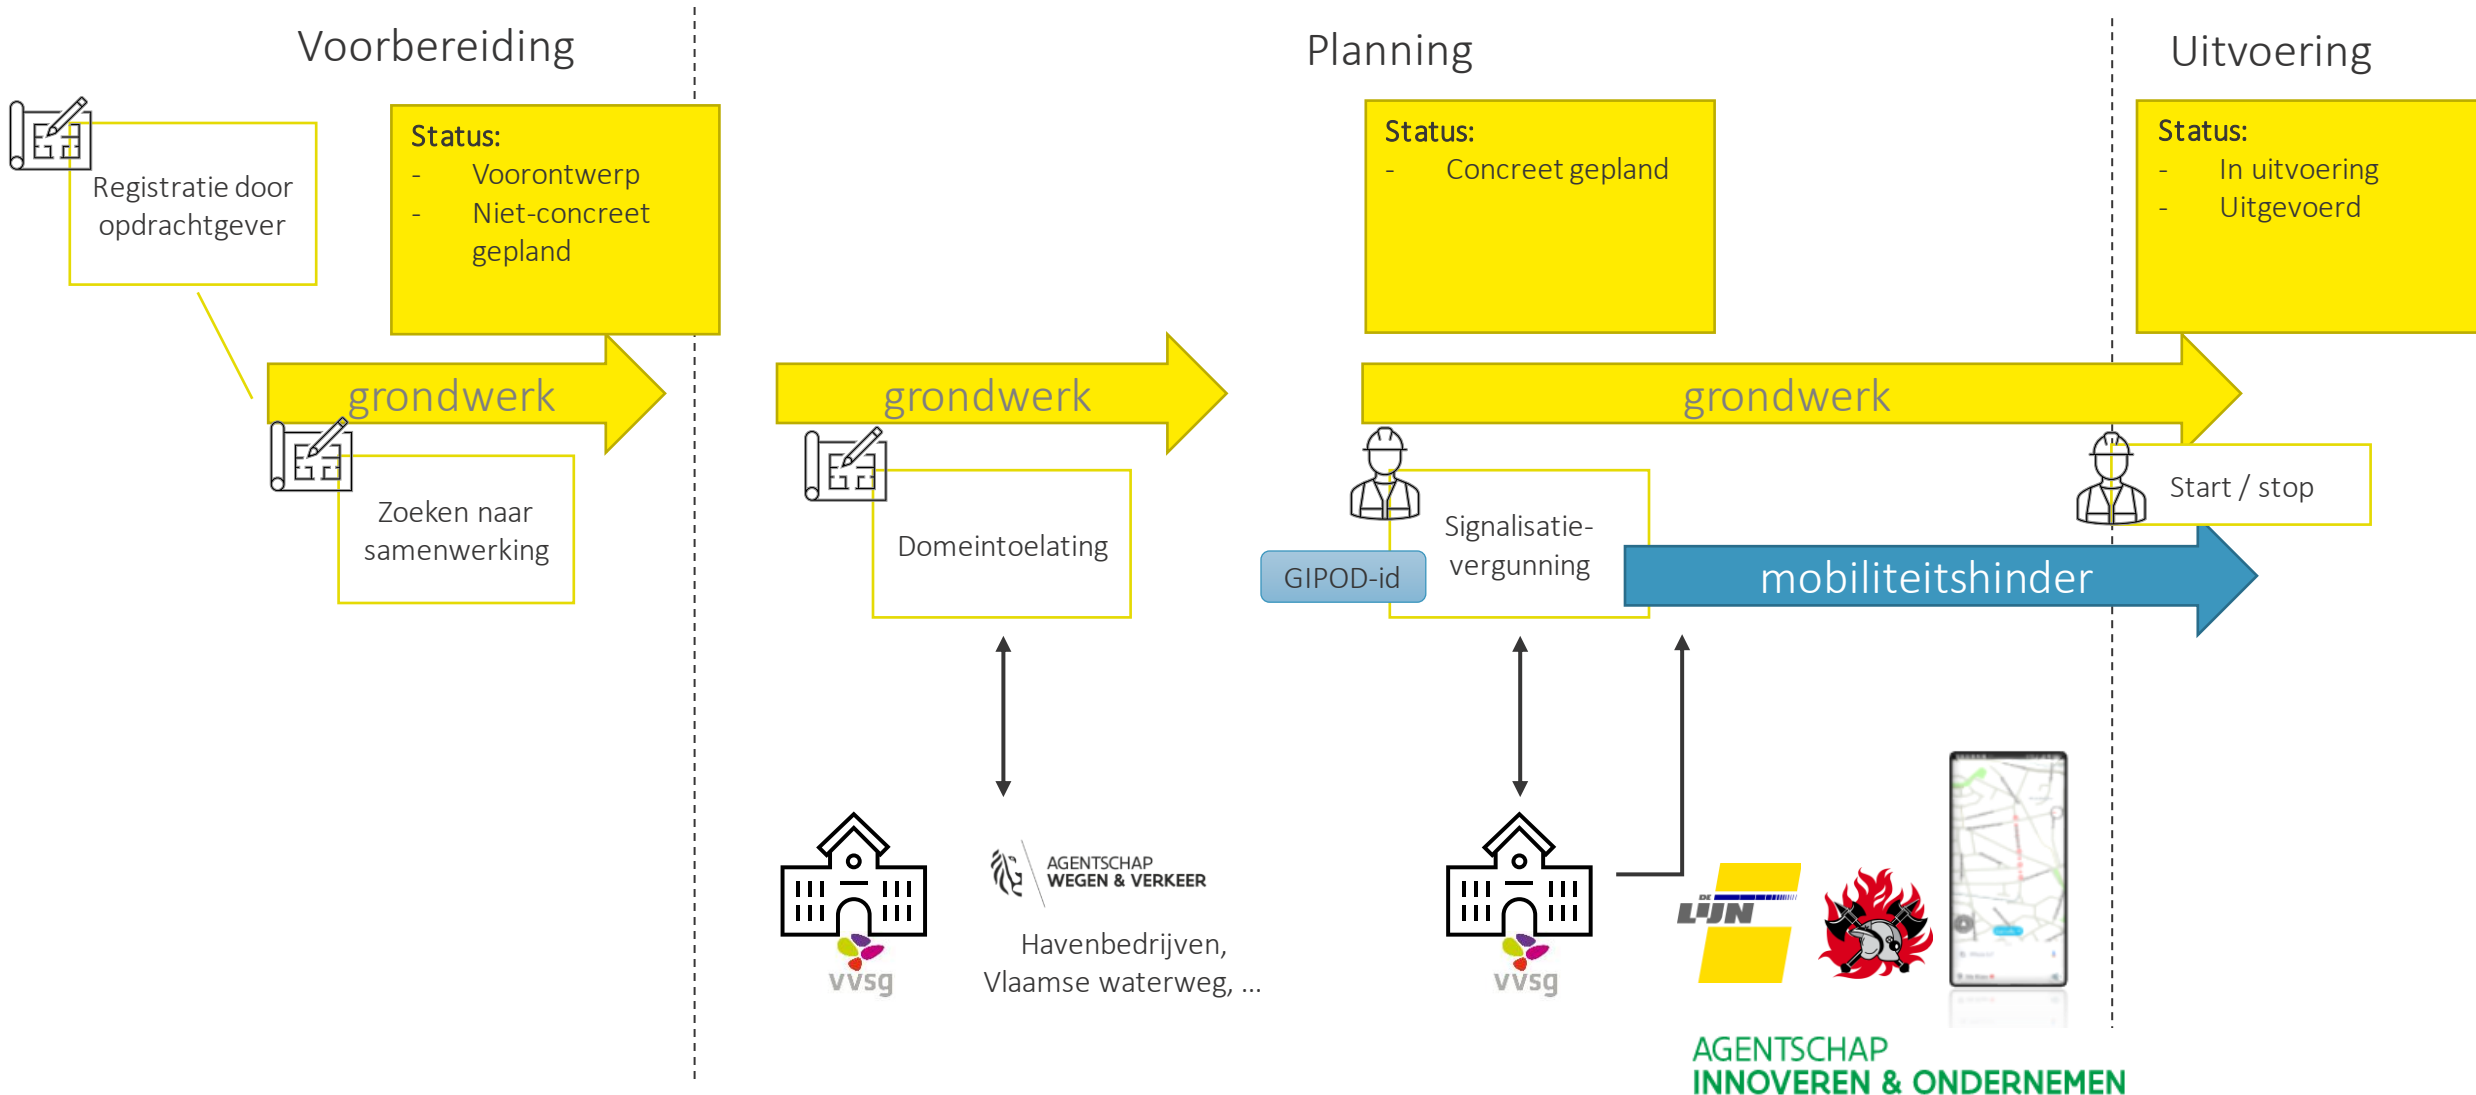 Voorbereiding
Planning
Uitvoering
Registratie door
opdrachtgever
Status:
- Voorontwerp
- Niet-concreet
gepland
Status:
- Concreet gepland
Status:
- In uitvoering
- Uitgevoerd
grondwerk
grondwerk
grondwerk
Zoeken naar
samenwerking
Domeintoelating
Signalisatie-
vergunning
GIPOD-id
Start / stop
mobiliteitshinder
vvsg
AGENTSCHAP
WEGEN & VERKEER
Havenbedrijven,
Vlaamse waterweg, ...
vvsg
DE
LIJN
AGENTSCHAP
INNOVEREN & ONDERNEMEN